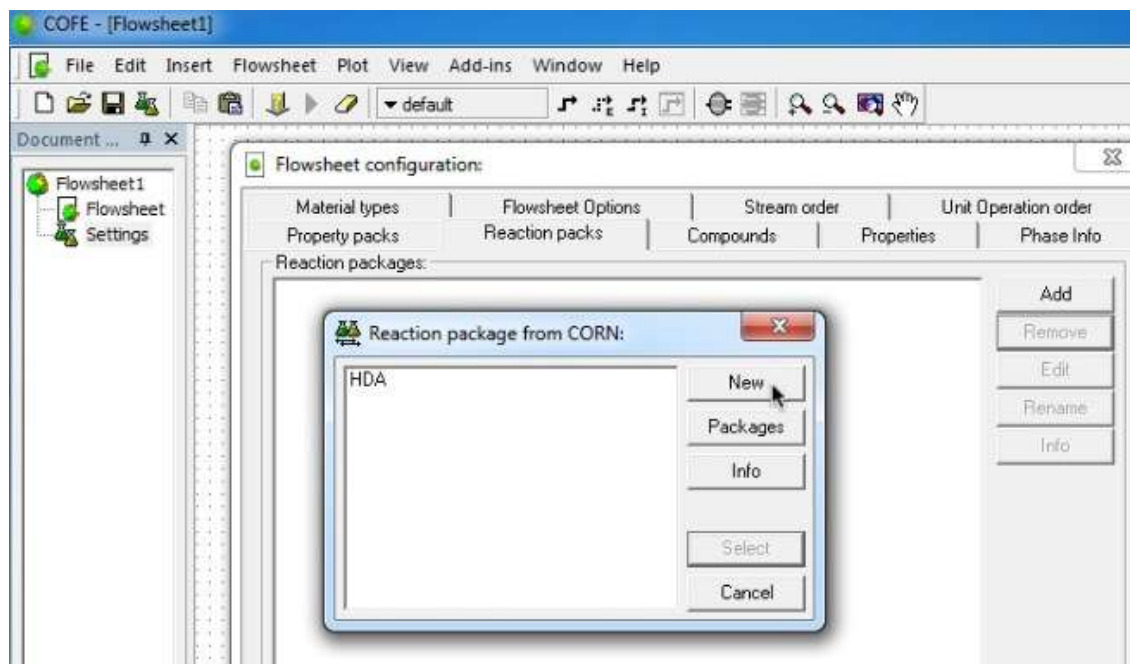 COFE - [Flowsheet1]
File Edit Insert Flowsheet Plot View Add-ins Window Help
default
Document ...
Flowsheet1
Flowsheet
Settings
Flowsheet configuration:
Material types Flowsheet Options Stream order Unit Operation order
Property packs Reaction packs Compounds Properties Phase Info
Reaction packages:
Add
Remove
Edit
Rename
Info
Reaction package from CORN:
HDA
New
Packages
Info
Select
Cancel